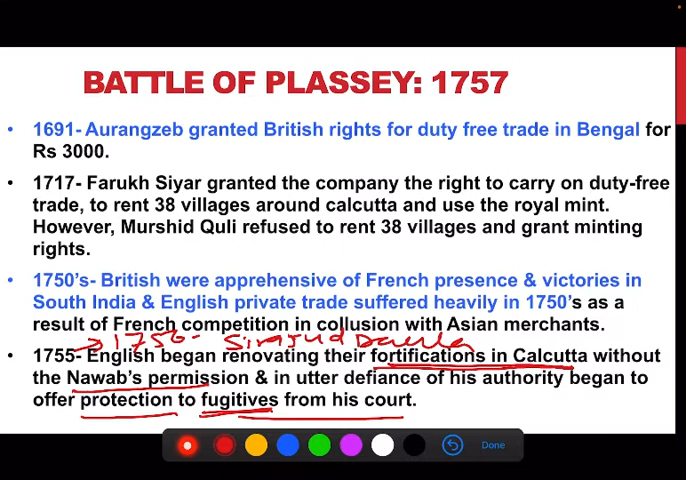 BATTLE OF PLASSEY: 1757
• 1691- Aurangzeb granted British rights for duty free trade in Bengal for
Rs 3000.
• 1717- Farukh Siyar granted the company the right to carry on duty-free
trade, to rent 38 villages around calcutta and use the royal mint.
However, Murshid Quli refused to rent 38 villages and grant minting
rights.
• 1750's- British were apprehensive of French presence & victories in
South India & English private trade suffered heavily in 1750's as a
result of French competition in collusion with Asian merchants.
→ 1756- Sirajud Daula
• 1755- English began renovating their fortifications in Calcutta without
the Nawab's permission & in utter defiance of his authority began to
offer protection to fugitives from his court.
Done